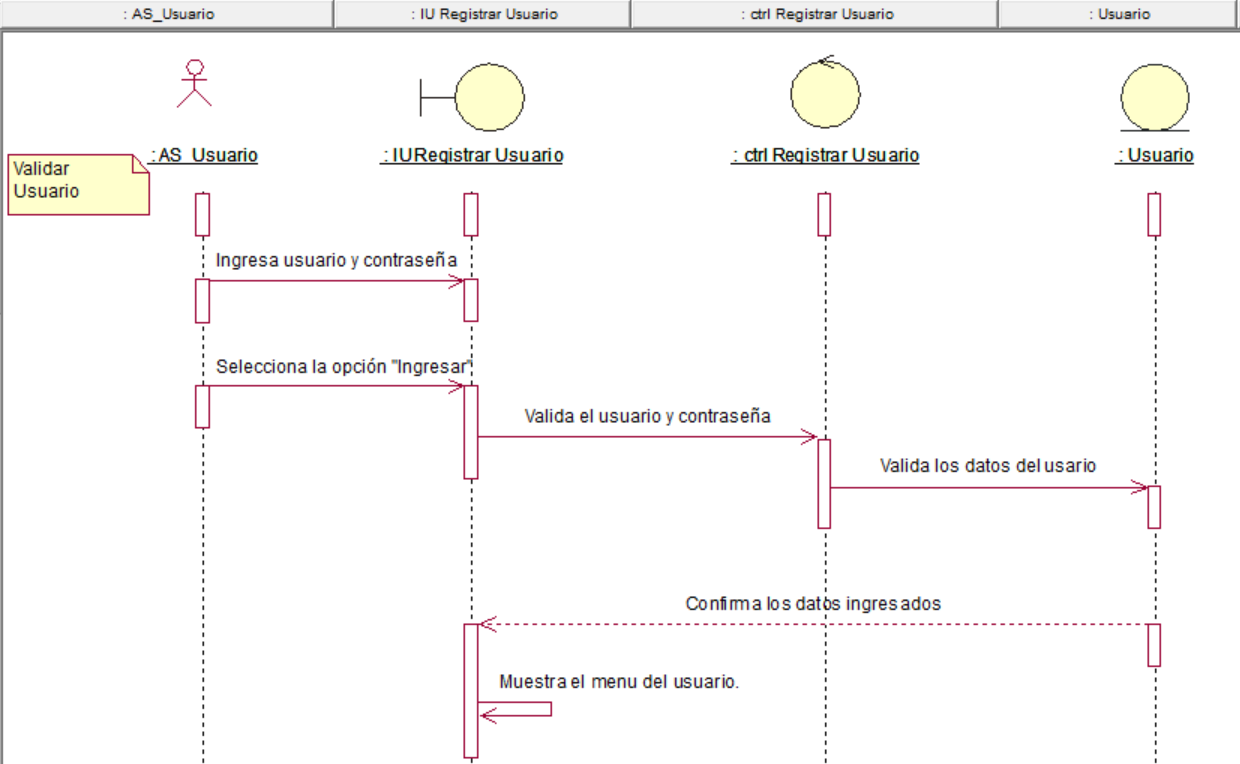 : AS_Usuario
: IU Registrar Usuario
: ctrl Registrar Usuario
: Usuario
: AS_Usuario
: IU Registrar Usuario
: ctrl Registrar Usuario
: Usuario
Validar
Usuario
Ingresa usuario y contraseña
Selecciona la opción "Ingresar"
Valida el usuario y contraseña
Valida los datos del usario
Confirma los datos ingresados
Muestra el menu del usuario.